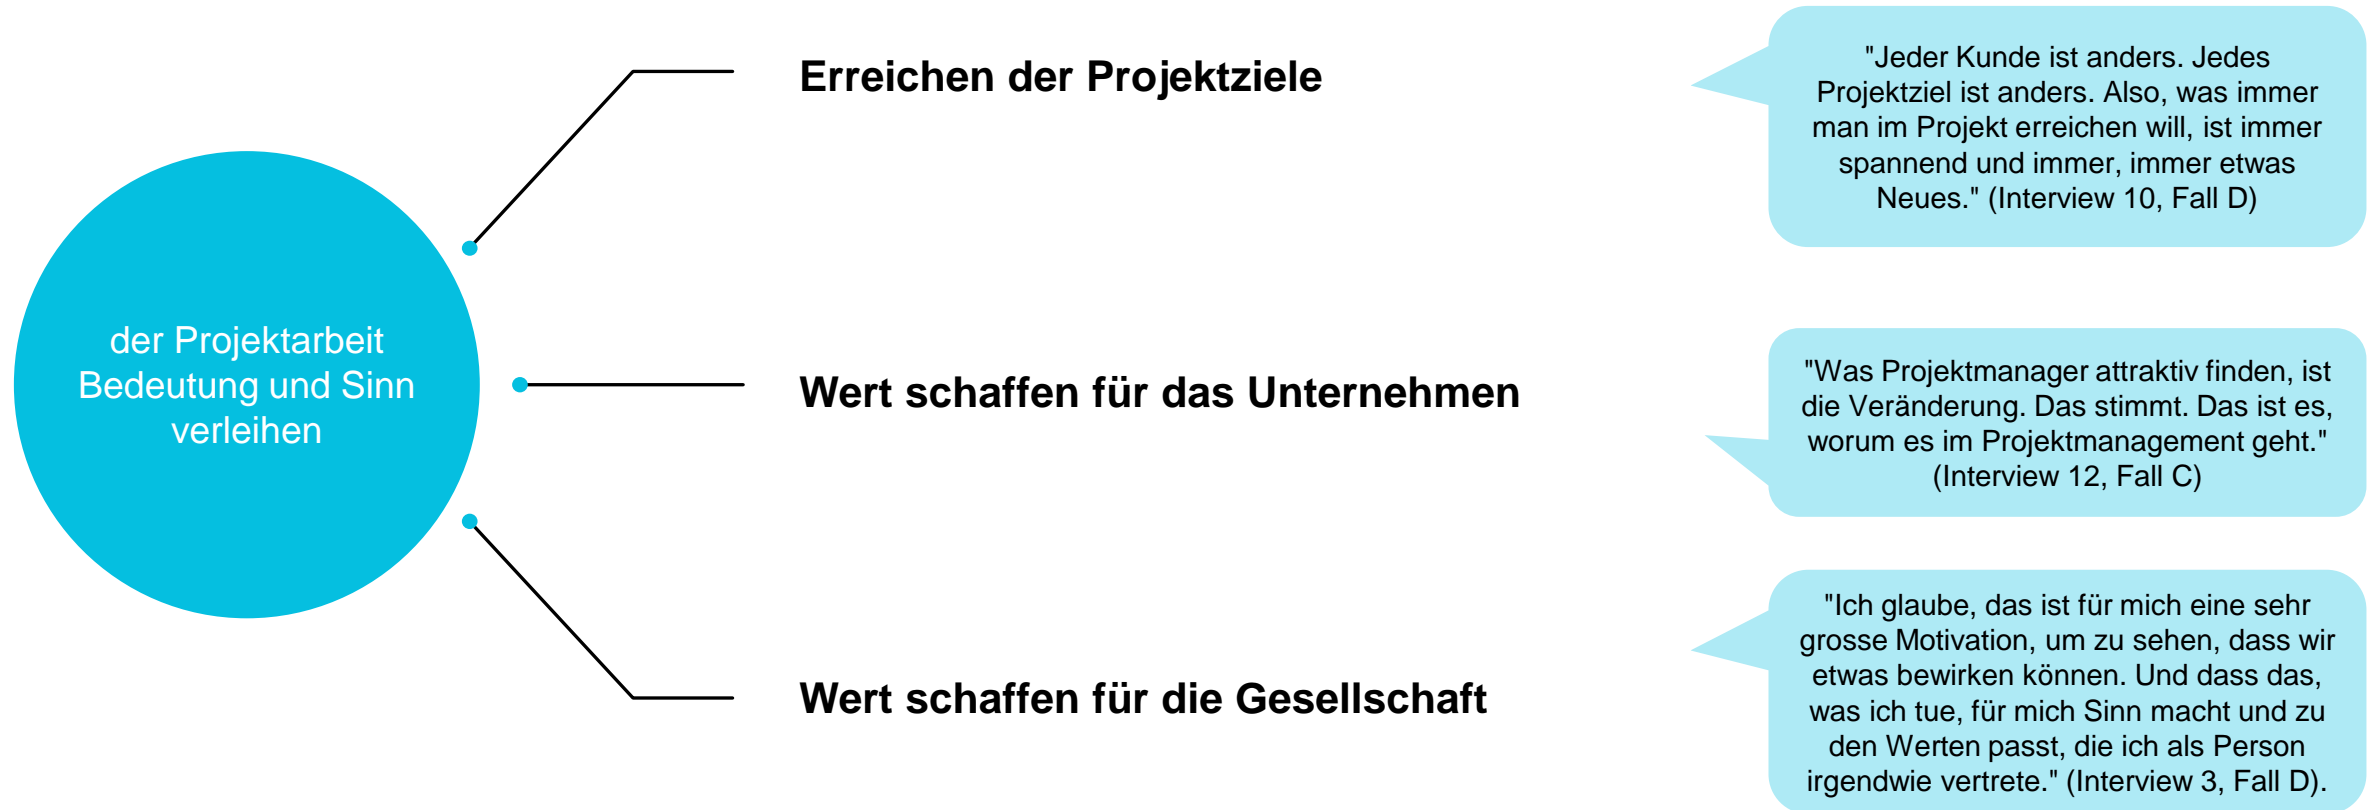 der Projektarbeit
Bedeutung und Sinn
verleihen
Erreichen der Projektziele
"Jeder Kunde ist anders. Jedes
Projektziel ist anders. Also, was immer
man im Projekt erreichen will, ist immer
spannend und immer, immer etwas
Neues." (Interview 10, Fall D)
Wert schaffen für das Unternehmen
"Was Projektmanager attraktiv finden, ist
die Veränderung. Das stimmt. Das ist es,
worum es im Projektmanagement geht."
(Interview 12, Fall C)
Wert schaffen für die Gesellschaft
"Ich glaube, das ist für mich eine sehr
grosse Motivation, um zu sehen, dass wir
etwas bewirken können. Und dass das,
was ich tue, für mich Sinn macht und zu
den Werten passt, die ich als Person
irgendwie vertrete." (Interview 3, Fall D).